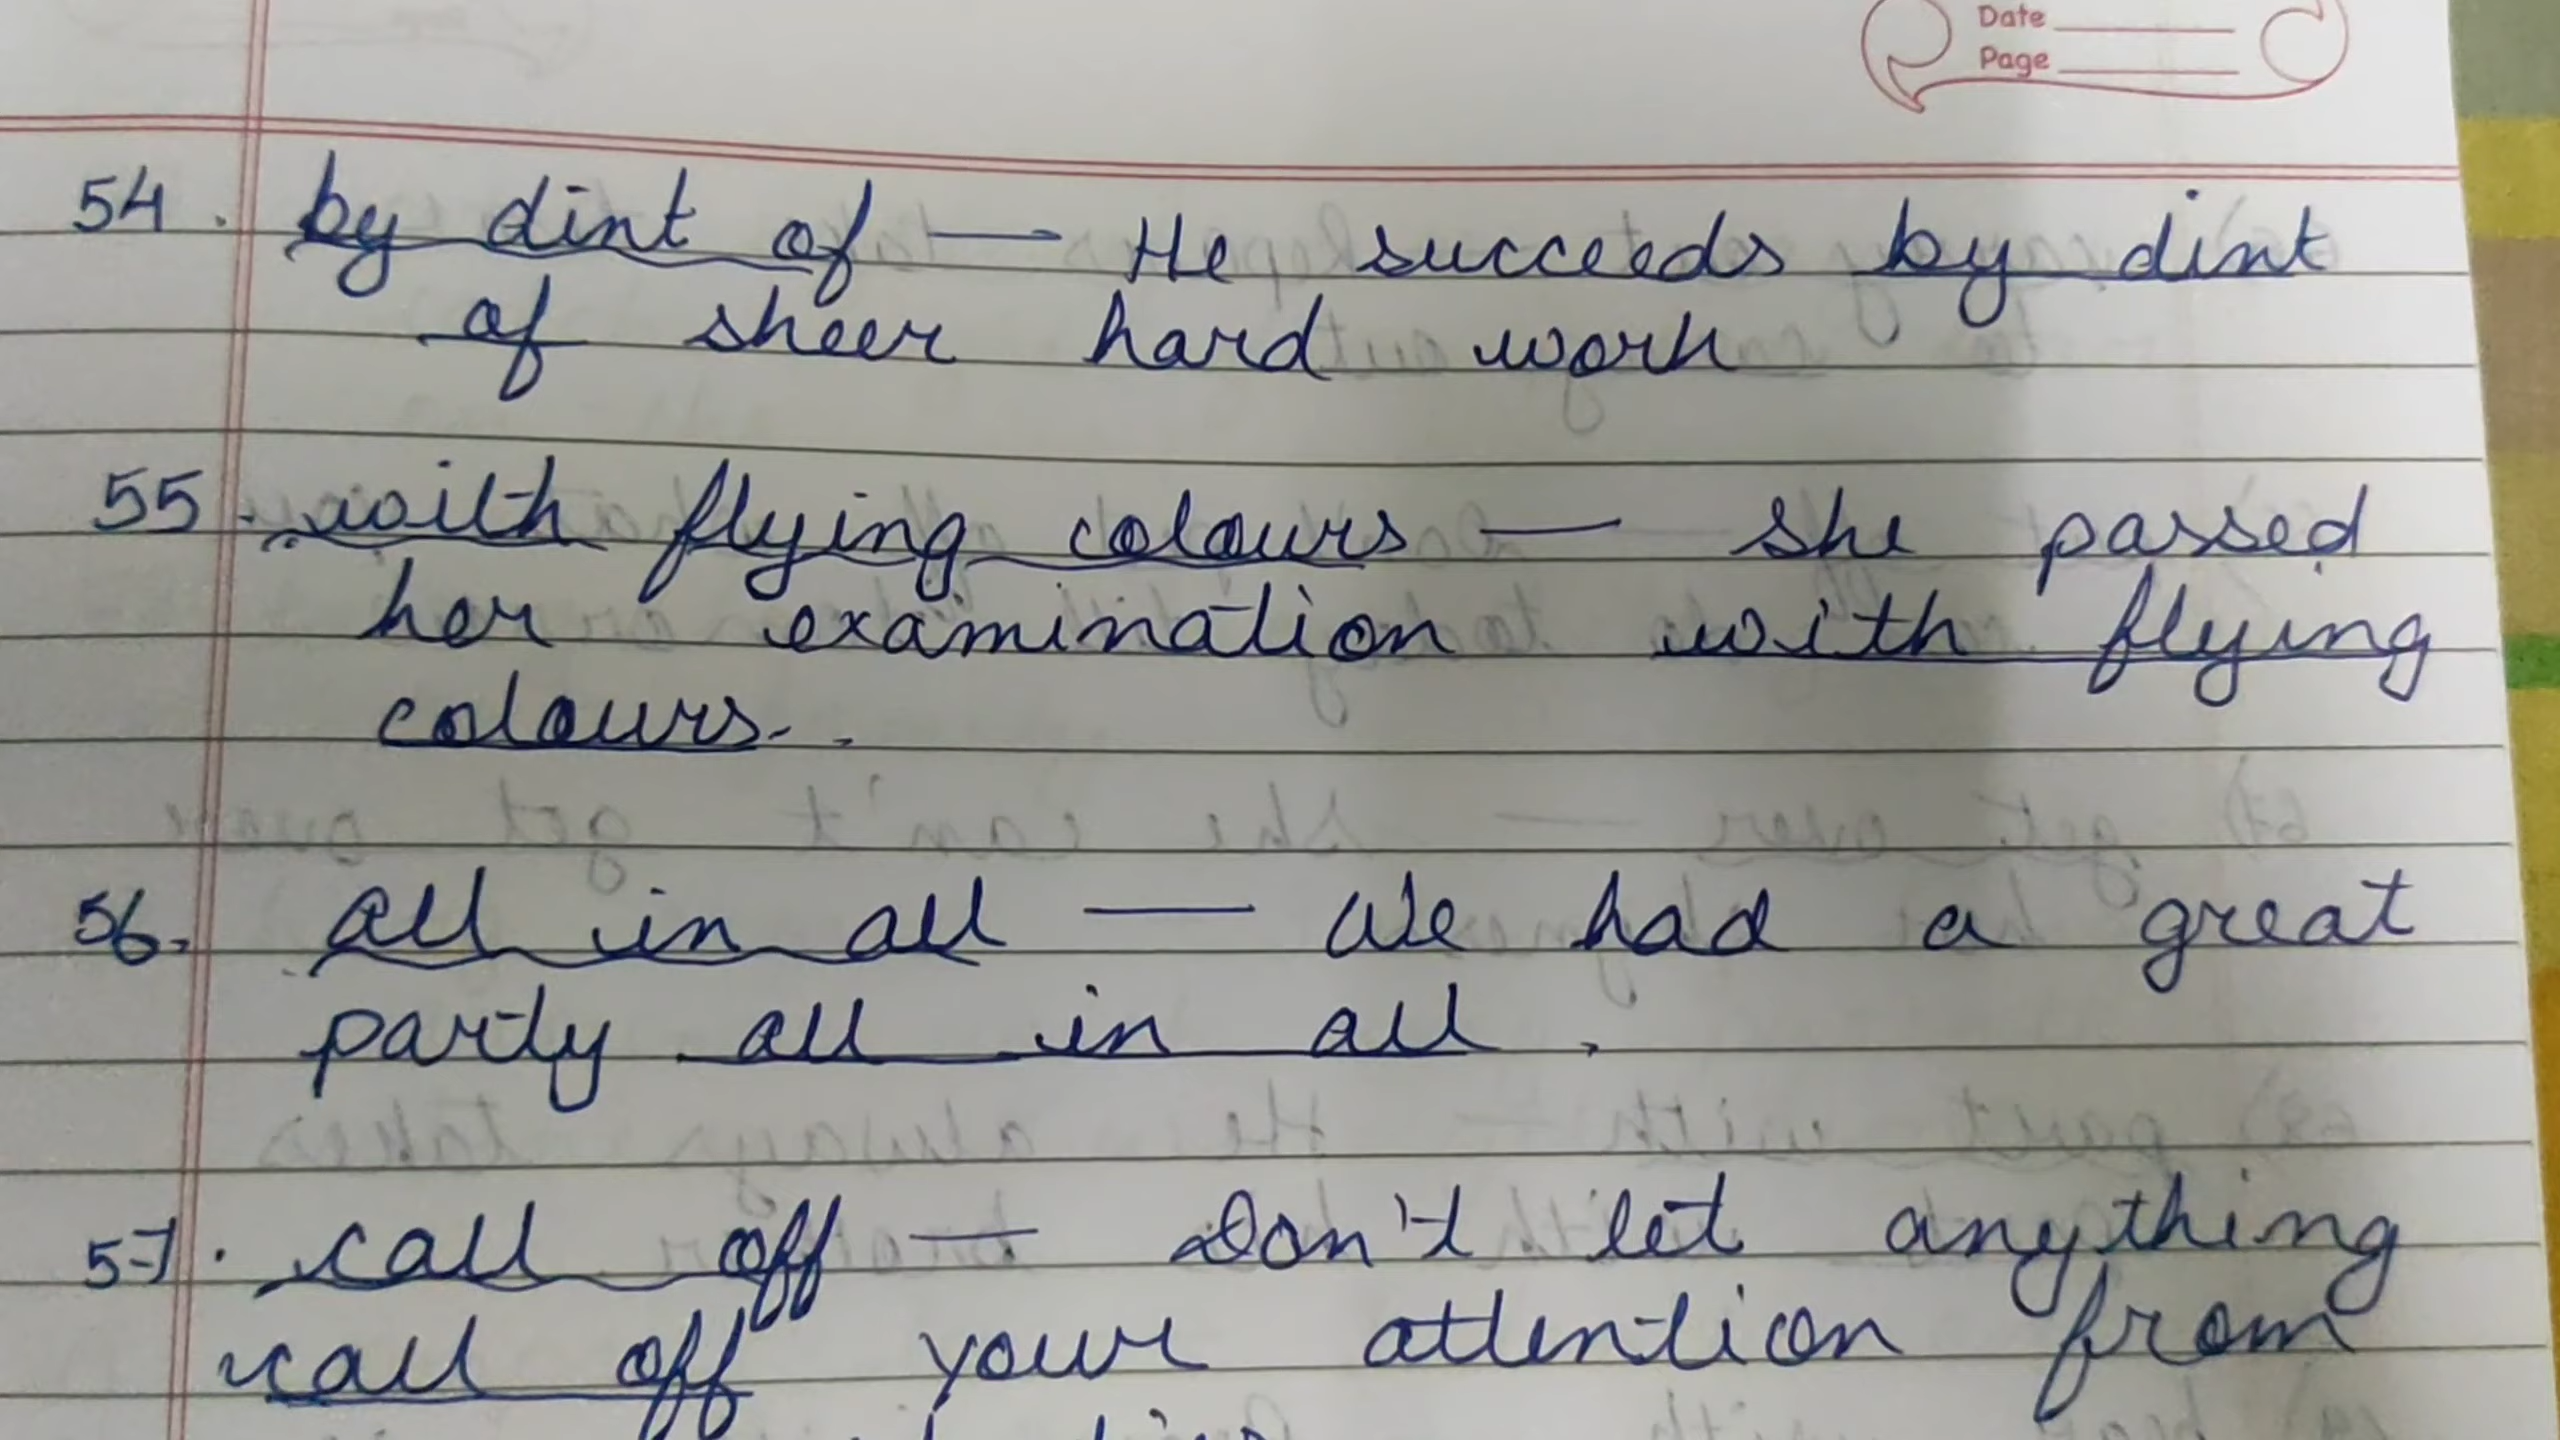 Date
Page
54. by dint of — He succeeds by dint
of sheer hard work
55. with flying colours — she passed
her examination with flying
colours.
56. all in all — We had a great
party all in all.
57. call off — Don't let anything
call off your attention from